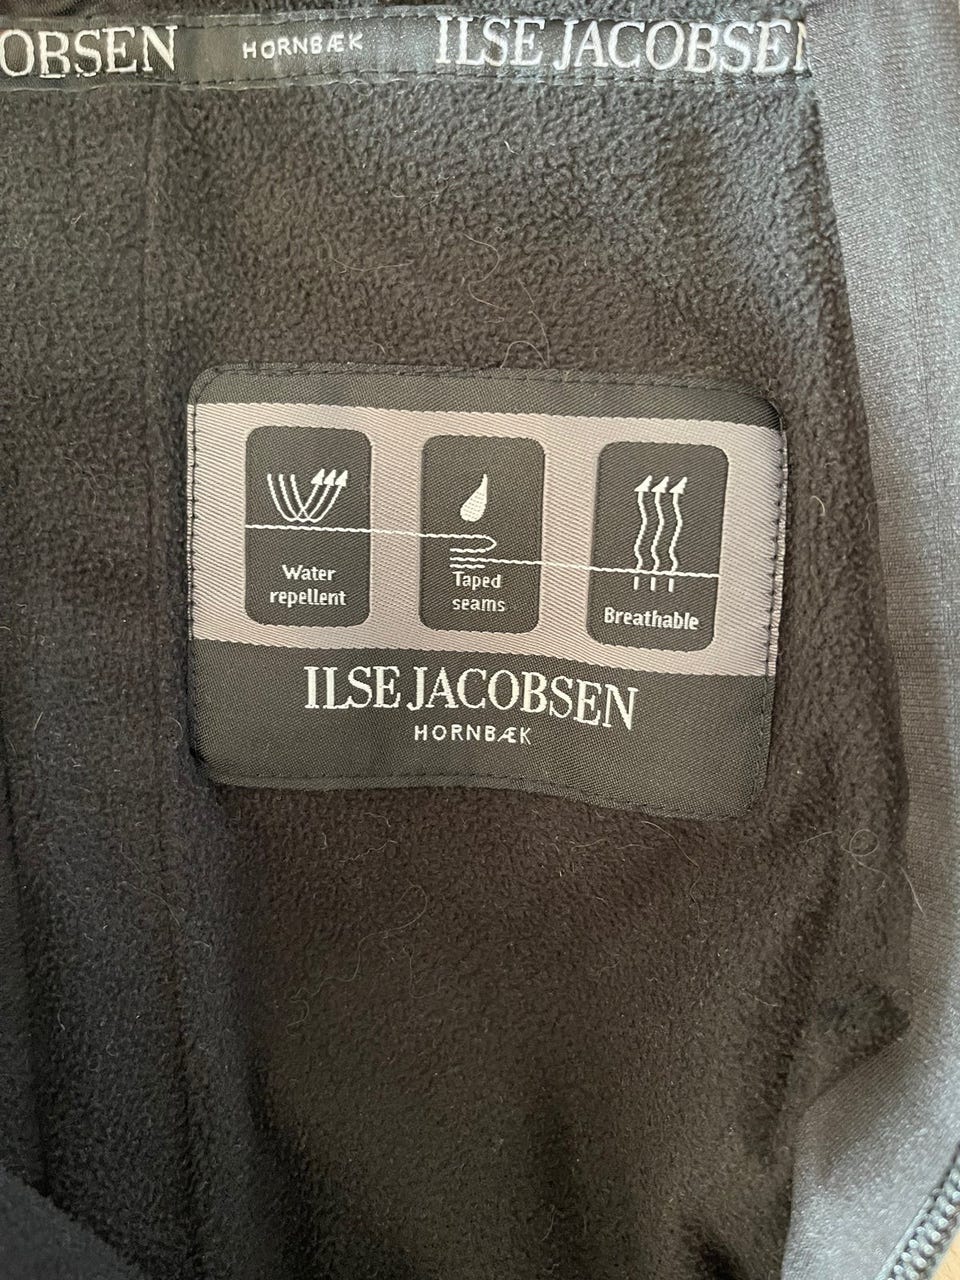 OBSEN HORNBÆK ILSE JACOBSEN
Water
repellent
Taped
seams
Breathable
ILSE JACOBSEN
HORNBÆK